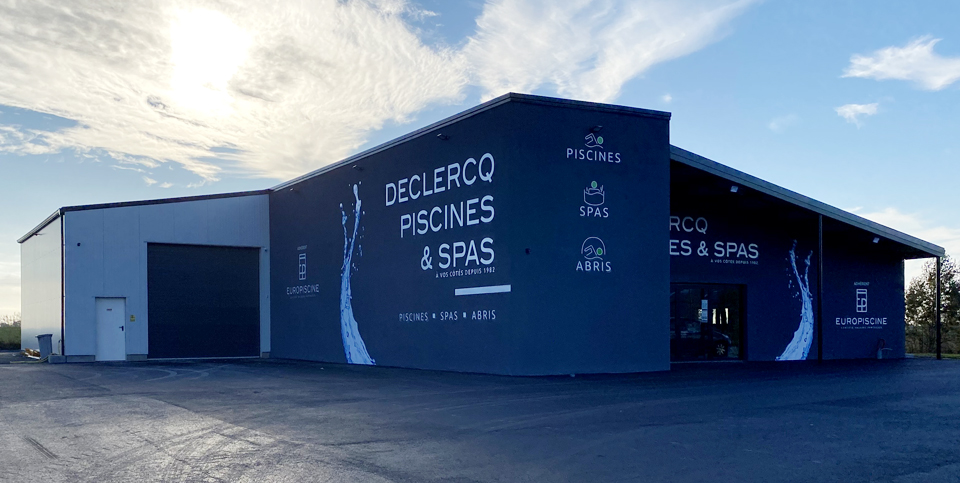 EUROPISCINE
DECLERCQ
PISCINES
& SPAS
À VOS CÔTÉS DEPUIS 1982
PISCINES ▪ SPAS ▪ ABRIS
PISCINES
SPAS
ABRIS
RCQ
ES & SPAS
À VOS CÔTÉS DEPUIS 1982
EUROPISCINE